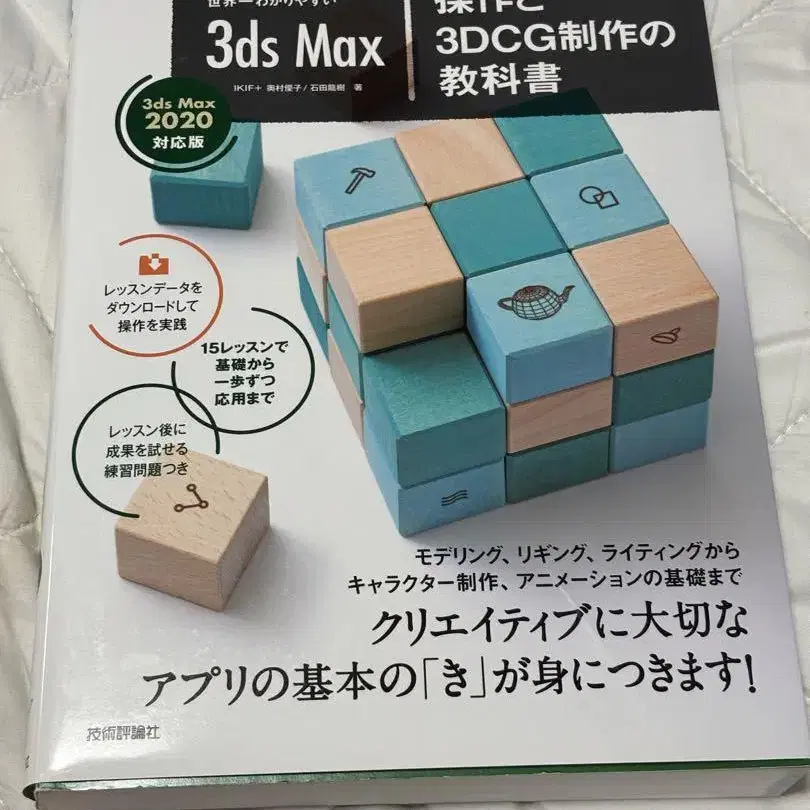 世界一わかりやすい
3ds Max
操作と
3DCG制作の
教科書
IKIF+ 奥村優子/石田龍樹 著
3ds Max
2020
対応版
レッスンデータを
ダウンロードして
操作を実践
15レッスンで
基礎から
一歩ずつ
応用まで
レッスン後に
成果を試せる
練習問題つき
モデリング、リギング、ライティングから
キャラクター制作、アニメーションの基礎まで
クリエイティブに大切な
アプリの基本の「き」が身につきます!
技術評論社